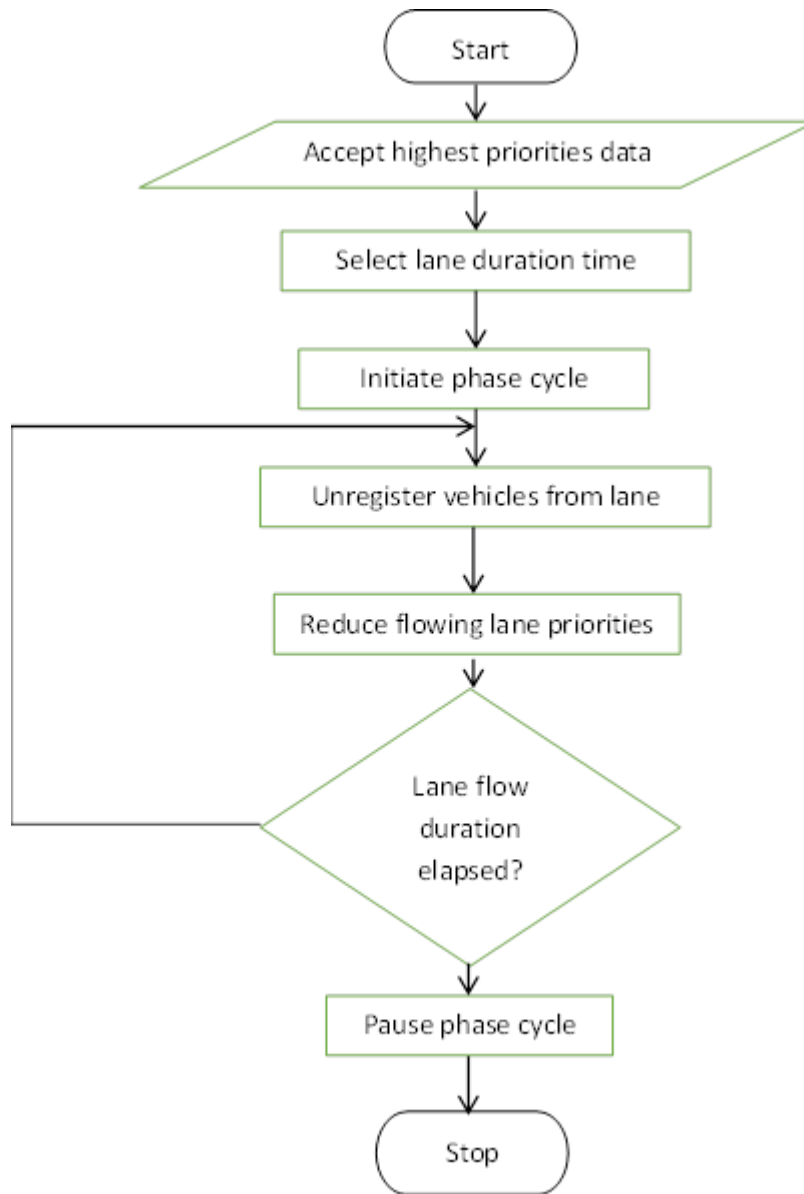 Start
Accept highest priorities data
Select lane duration time
Initiate phase cycle
Unregister vehicles from lane
Reduce flowing lane priorities
Lane flow
duration
elapsed?
Pause phase cycle
Stop